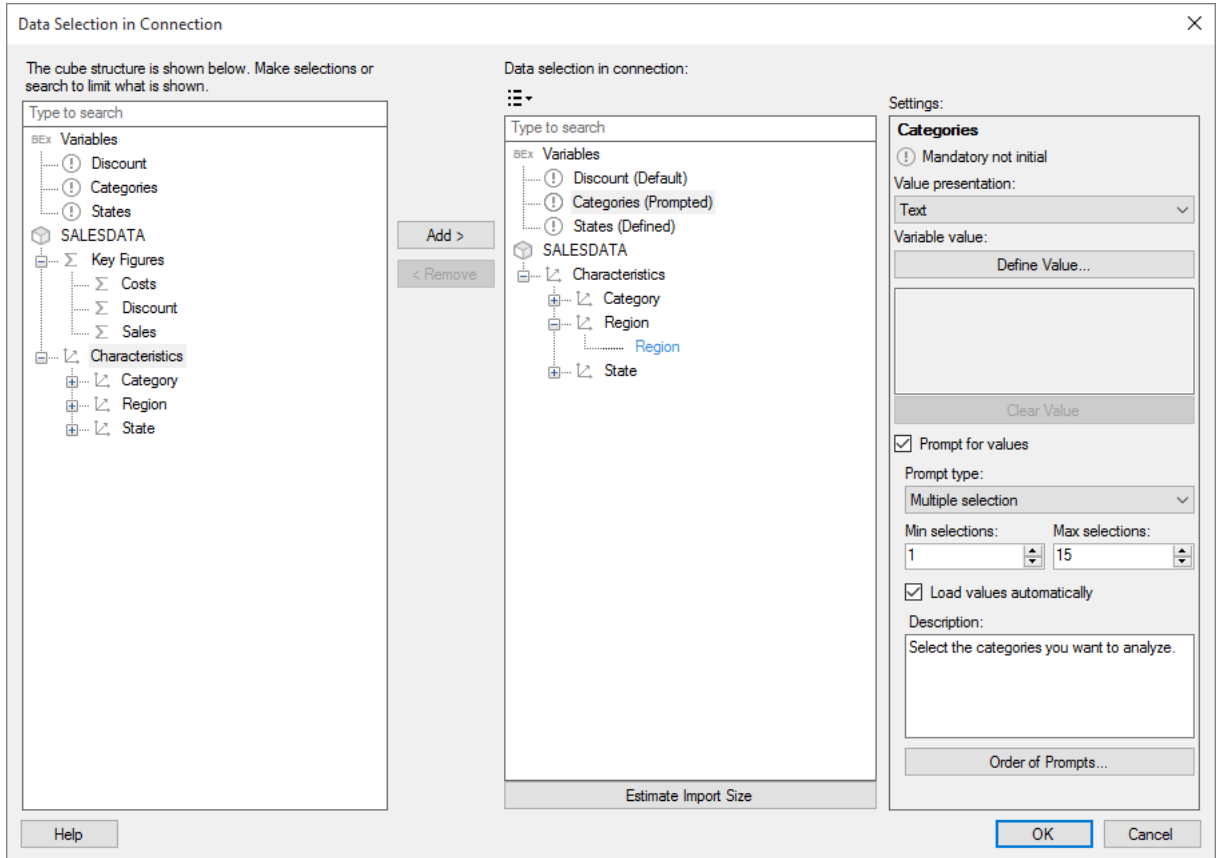 Data Selection in Connection
The cube structure is shown below. Make selections or
search to limit what is shown.
Type to search
BEx Variables
Discount
Categories
States
SALESDATA
Key Figures
Costs
Discount
Sales
Characteristics
Category
Region
State
Add >
< Remove
Data selection in connection:
Type to search
BEx Variables
Discount (Default)
Categories (Prompted)
States (Defined)
SALESDATA
Characteristics
Category
Region
Region
State
Estimate Import Size
Settings:
Categories
Mandatory not initial
Value presentation:
Text
Variable value:
Define Value...
Clear Value
Prompt for values
Prompt type:
Multiple selection
Min selections: Max selections:
1 15
Load values automatically
Description:
Select the categories you want to analyze.
Order of Prompts...
Help
OK
Cancel